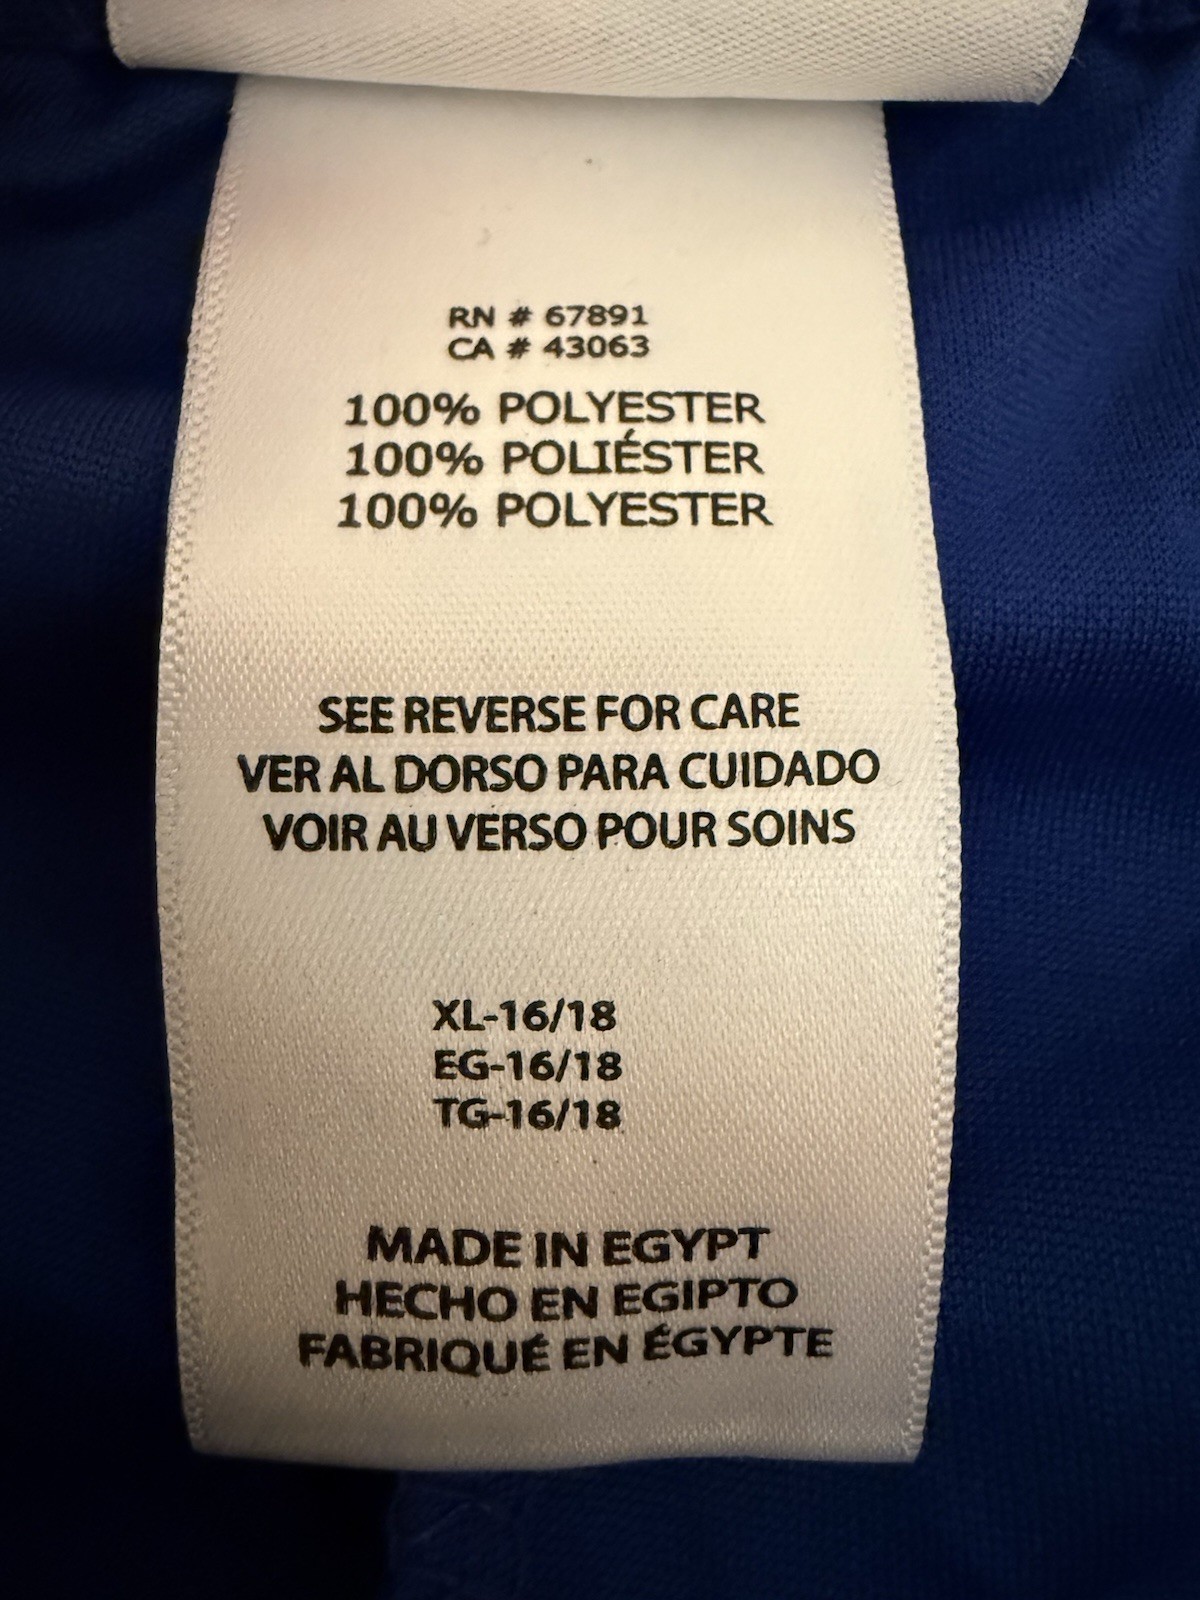 RN # 67891
CA # 43063
100% POLYESTER
100% POLIÉSTER
100% POLYESTER
SEE REVERSE FOR CARE
VER AL DORSO PARA CUIDADO
VOIR AU VERSO POUR SOINS
XL-16/18
EG-16/18
TG-16/18
MADE IN EGYPT
HECHO EN EGIPTO
FABRIQUÉ EN ÉGYPTE